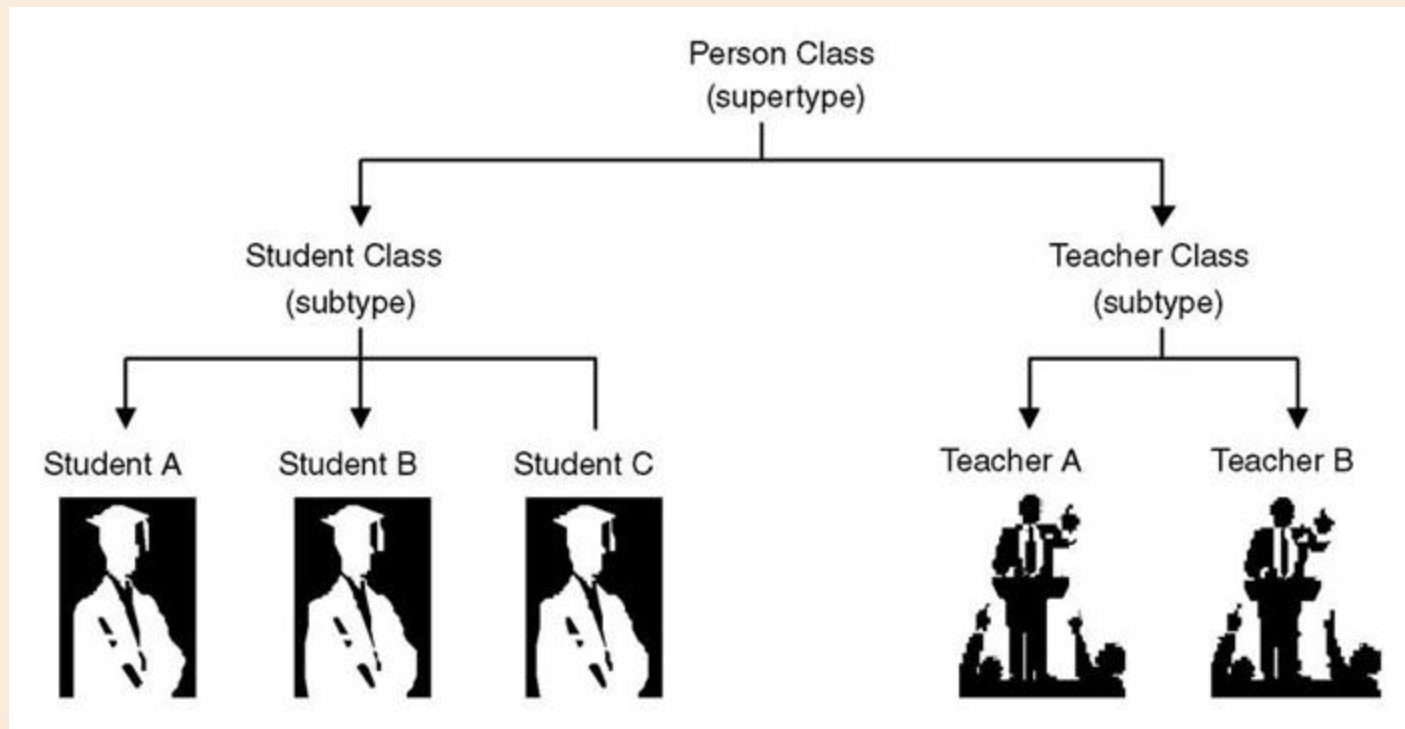 Person Class
(supertype)
Student Class
(subtype)
Teacher Class
(subtype)
Student A
Student B
Student C
Teacher A
Teacher B